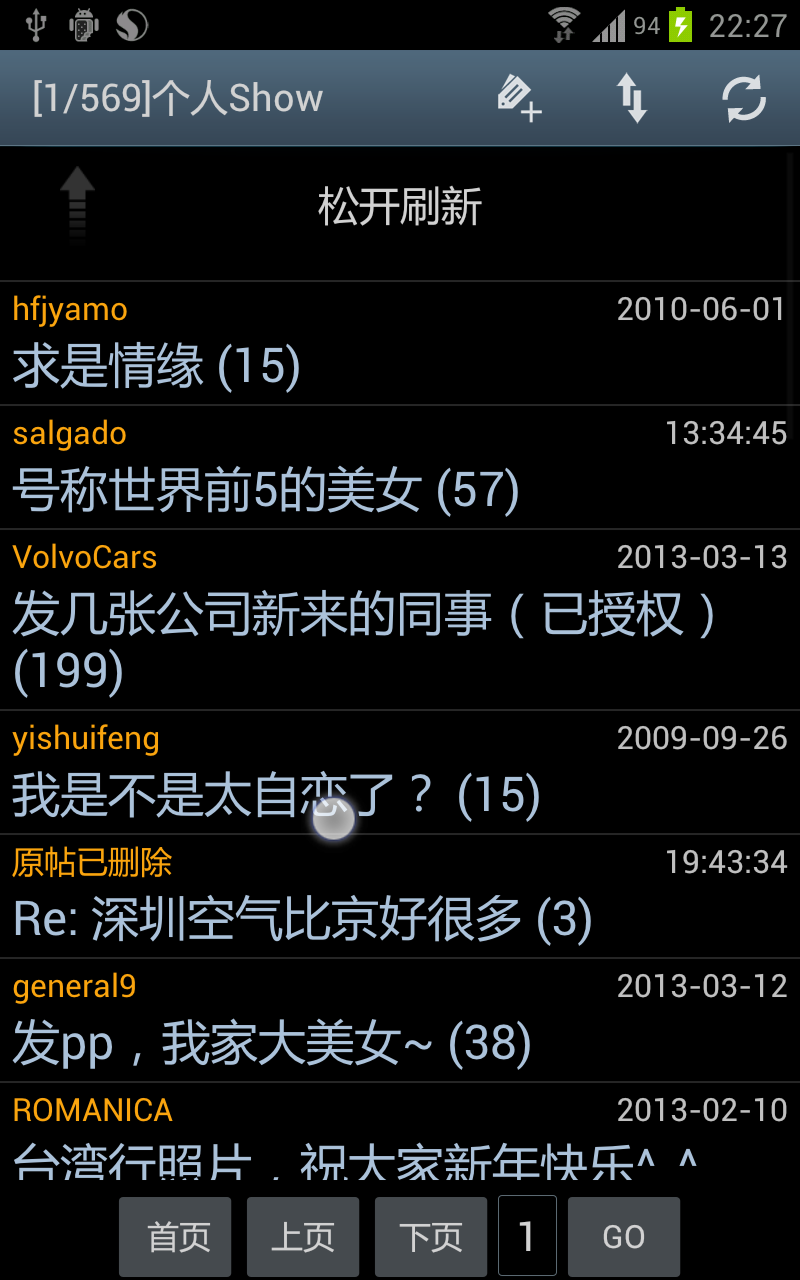 94 22:27
[1/569]个人Show
松开刷新
hfjyamo 2010-06-01
求是情缘 (15)
salgado 13:34:45
号称世界前5的美女 (57)
VolvoCars 2013-03-13
发几张公司新来的同事（已授权）
(199)
yishuifeng 2009-09-26
我是不是太自恋了？ (15)
原帖已删除 19:43:34
Re: 深圳空气比京好很多 (3)
general9 2013-03-12
发pp，我家大美女~ (38)
ROMANICA 2013-02-10
台湾行照片，祝大家新年快乐^_^
首页 上页 下页 1 GO